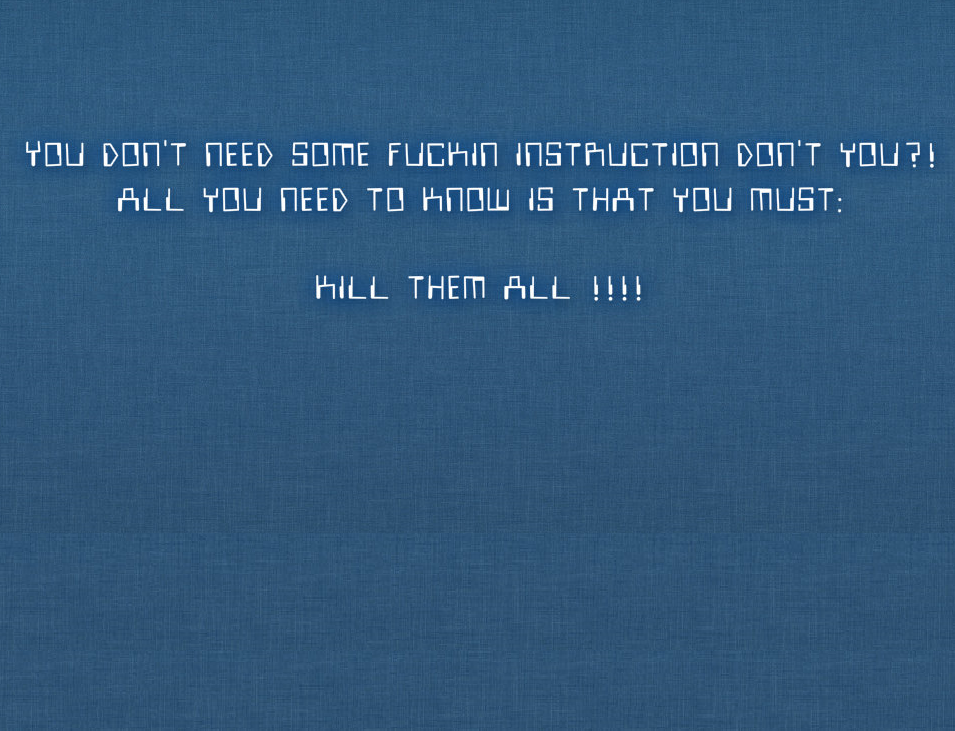 YOU DON'T NEED SOME FUCKIN INSTRUCTION DON'T YOU?!
ALL YOU NEED TO KNOW IS THAT YOU MUST:
KILL THEM ALL !!!!